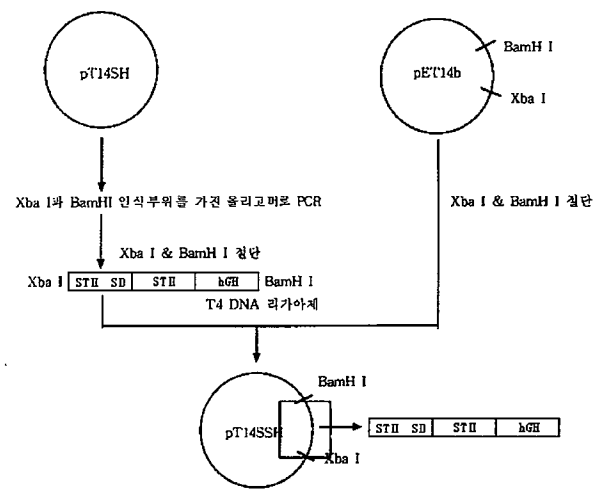 pT14SH
BamH I
pET14b
Xba I
Xba I과 BamHI 인식부위를 가진 올리고머로 PCR
Xba I & BamH I 절단
Xba I & BamH I 절단
Xba I STⅡ SD STⅡ hGH BamH I
T4 DNA 리가아제
BamH I
pT14SSH
STⅡ SD STⅡ hGH
Xba I